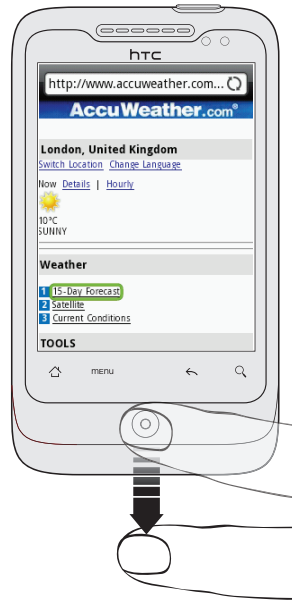 hTC
http://www.accuweather.com...
AccuWeather.com®
London, United Kingdom
Switch Location Change Language
Now Details | Hourly
10°C
SUNNY
Weather
1 15-Day Forecast
2 Satellite
3 Current Conditions
TOOLS
MENU